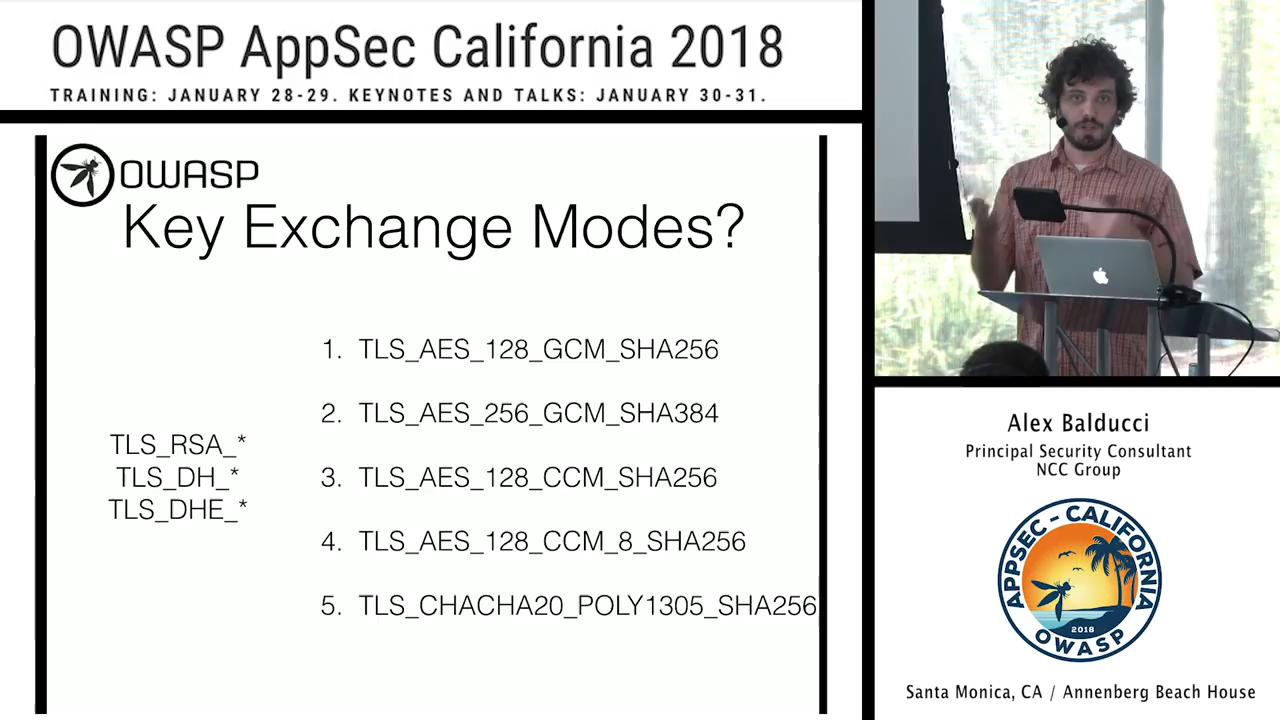 OWASP AppSec California 2018
TRAINING: JANUARY 28-29. KEYNOTES AND TALKS: JANUARY 30-31.
OWASP
Key Exchange Modes?
TLS_RSA_*
TLS_DH_*
TLS_DHE_*
1. TLS_AES_128_GCM_SHA256
2. TLS_AES_256_GCM_SHA384
3. TLS_AES_128_CCM_SHA256
4. TLS_AES_128_CCM_8_SHA256
5. TLS_CHACHA20_POLY1305_SHA256
Alex Balducci
Principal Security Consultant
NCC Group
APPSEC - CALIFORNIA
2018
OWASP
Santa Monica, CA / Annenberg Beach House